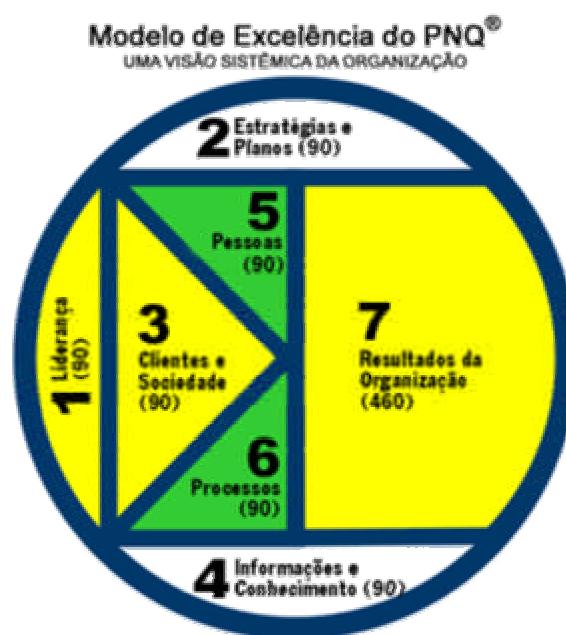 Modelo de Excelência do PNQ®
UMA VISÃO SISTÊMICA DA ORGANIZAÇÃO
2 Estratégias e
Planos (90)
1 Liderança
(90)
3
Clientes e
Sociedade
(90)
5
Pessoas
(90)
6
Processos
(90)
7
Resultados da
Organização
(460)
4 Informações e
Conhecimento (90)